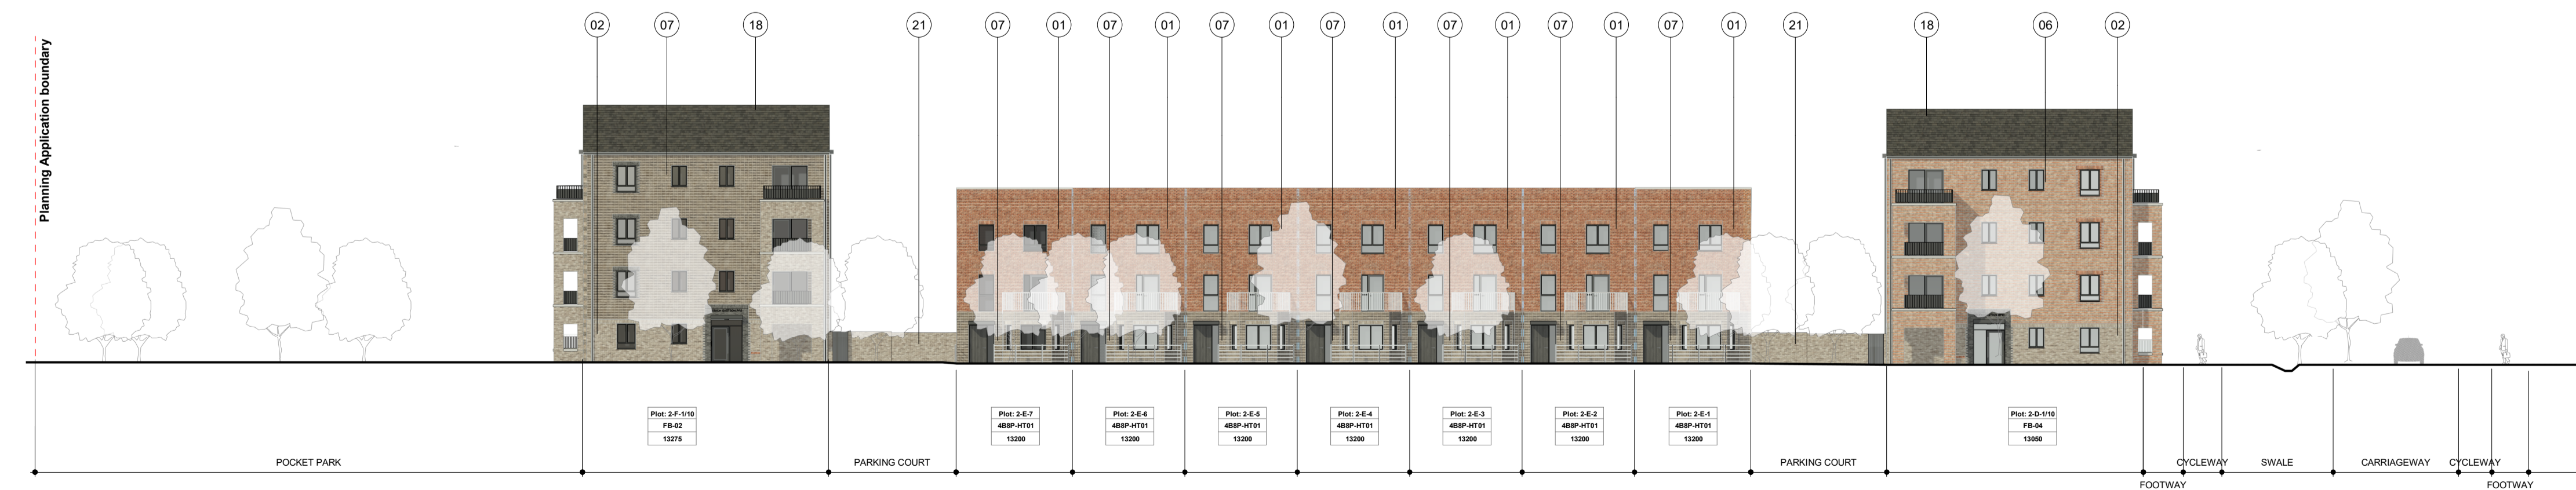 Planning Application boundary
02 07 18 21 07 01 07 01 07 01 07 01 07 01 07 01 07 01 21 18 06 02
Plot: 2-F-1/10
FB-02
13275
Plot: 2-E-7
4B8P-HT01
13200
Plot: 2-E-6
4B8P-HT01
13200
Plot: 2-E-5
4B8P-HT01
13200
Plot: 2-E-4
4B8P-HT01
13200
Plot: 2-E-3
4B8P-HT01
13200
Plot: 2-E-2
4B8P-HT01
13200
Plot: 2-E-1
4B8P-HT01
13200
Plot: 2-D-1/10
FB-04
13050
POCKET PARK PARKING COURT PARKING COURT CYCLEWAY SWALE CARRIAGEWAY CYCLEWAY
FOOTWAY FOOTWAY